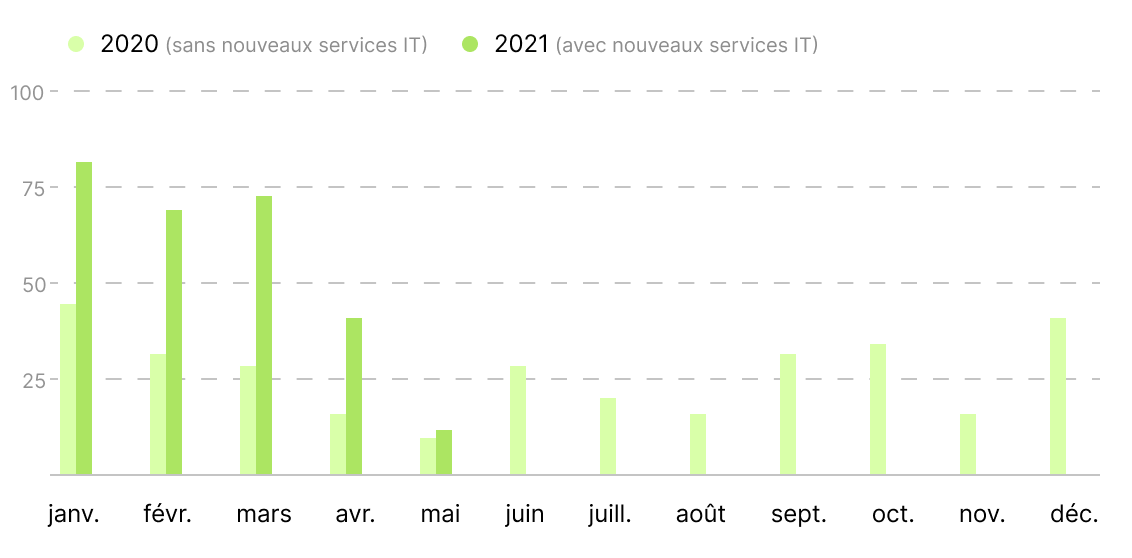 2020 (sans nouveaux services IT) 2021 (avec nouveaux services IT)
100
75
50
25
janv. févr. mars avr. mai juin juill. août sept. oct. nov. déc.